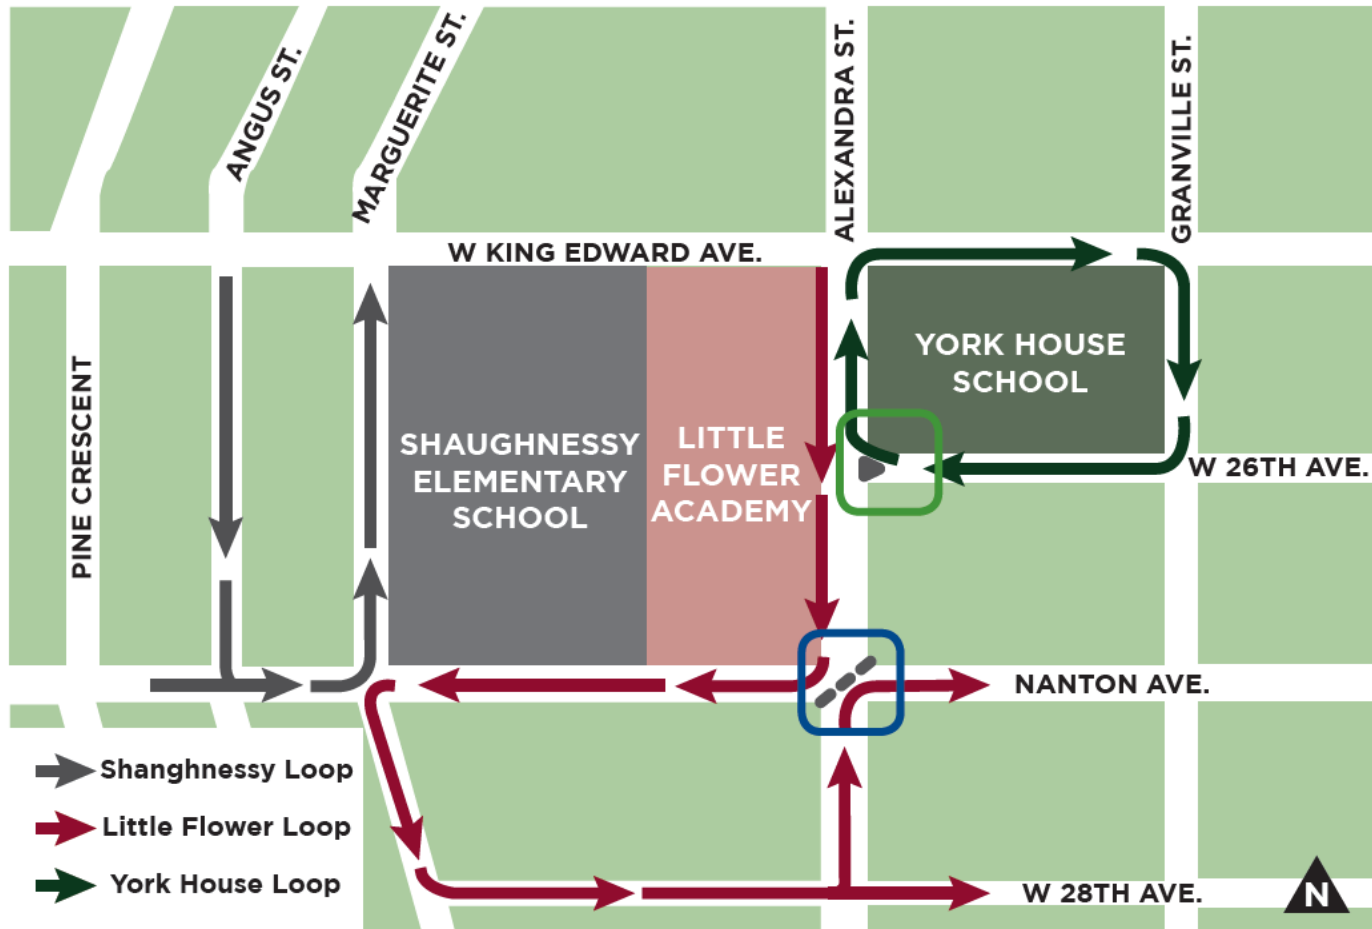 ANGUS ST.
MARGUERITE ST.
ALEXANDRA ST.
GRANVILLE ST.
W KING EDWARD AVE.
PINE CRESCENT
SHAUGHNESSY
ELEMENTARY
SCHOOL
LITTLE
FLOWER
ACADEMY
YORK HOUSE
SCHOOL
W 26TH AVE.
NANTON AVE.
Shanghnessy Loop
Little Flower Loop
York House Loop
W 28TH AVE.
N